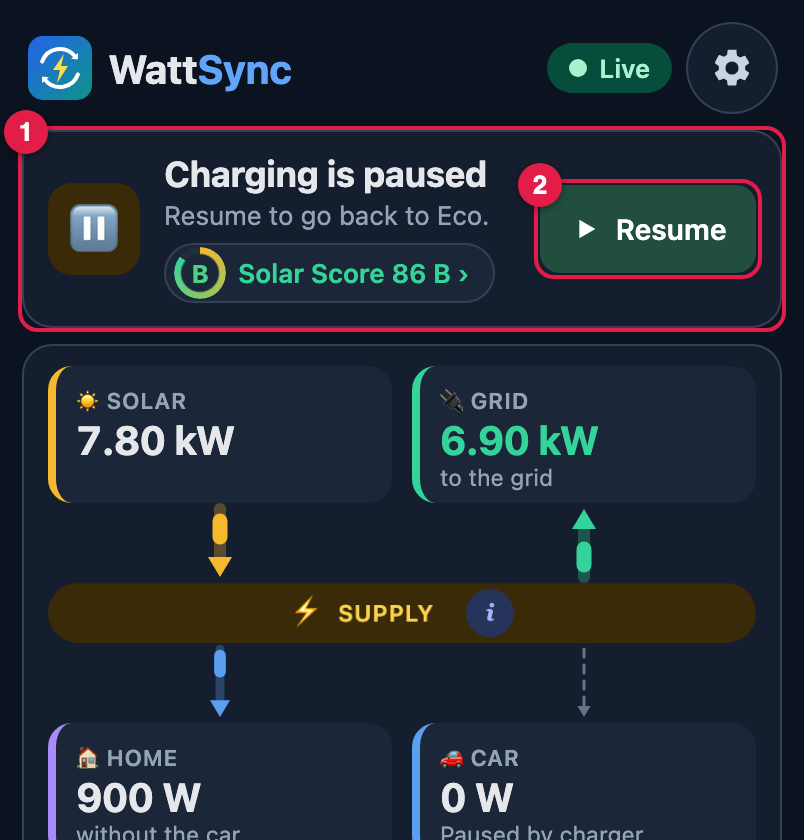 WattSync
Live
1
Charging is paused
Resume to go back to Eco.
B
Solar Score 86 B ›
2
Resume
SOLAR
7.80 kW
GRID
6.90 kW
to the grid
SUPPLY
i
HOME
900 W
without the car
CAR
0 W
Paused by charger